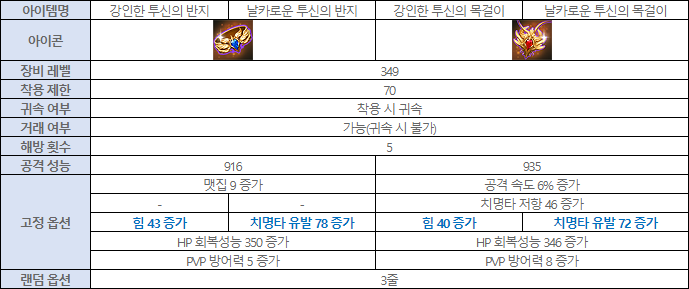 아이템명 강인한 투신의 반지 날카로운 투신의 반지 강인한 투신의 목걸이 날카로운 투신의 목걸이
아이콘
장비 레벨 349
착용 제한 70
귀속 여부 착용 시 귀속
거래 여부 가능(귀속 시 불가)
해방 횟수 5
공격 성능 916 935
고정 옵션
맷집 9 증가 공격 속도 6% 증가
- - 치명타 저항 46 증가
힘 43 증가 치명타 유발 78 증가 힘 40 증가 치명타 유발 72 증가
HP 회복성능 350 증가 HP 회복성능 346 증가
PVP 방어력 5 증가 PVP 방어력 8 증가
랜덤 옵션 3줄